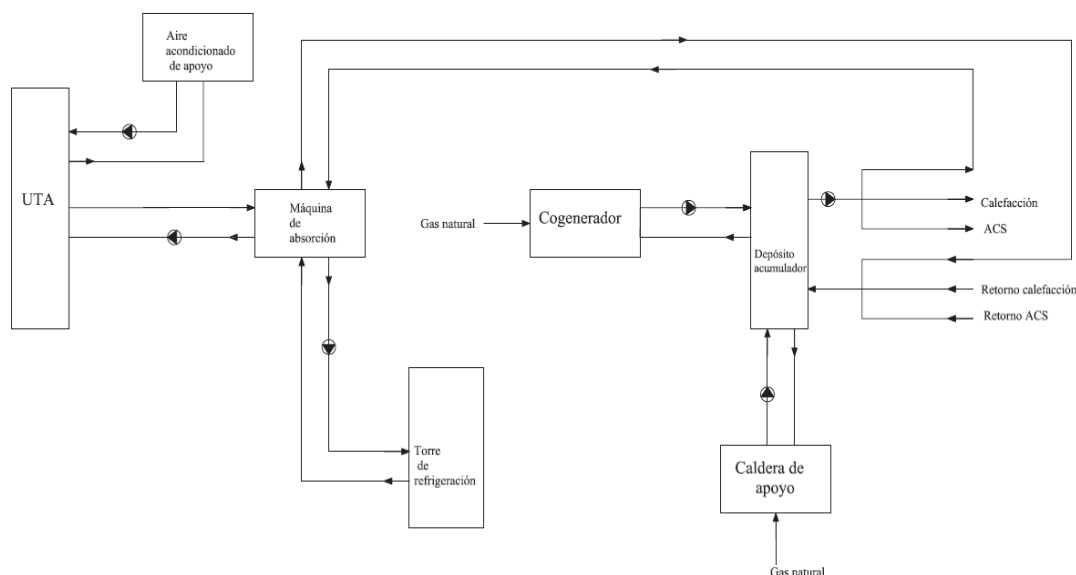 Aire
acondicionado
de apoyo
UTA
Máquina
de
absorción
Gas natural
Cogenerador
Depósito
acumulador
Calefacción
ACS
Retorno calefacción
Retorno ACS
Torre
de
refrigeración
Caldera de
apoyo
Gas natural